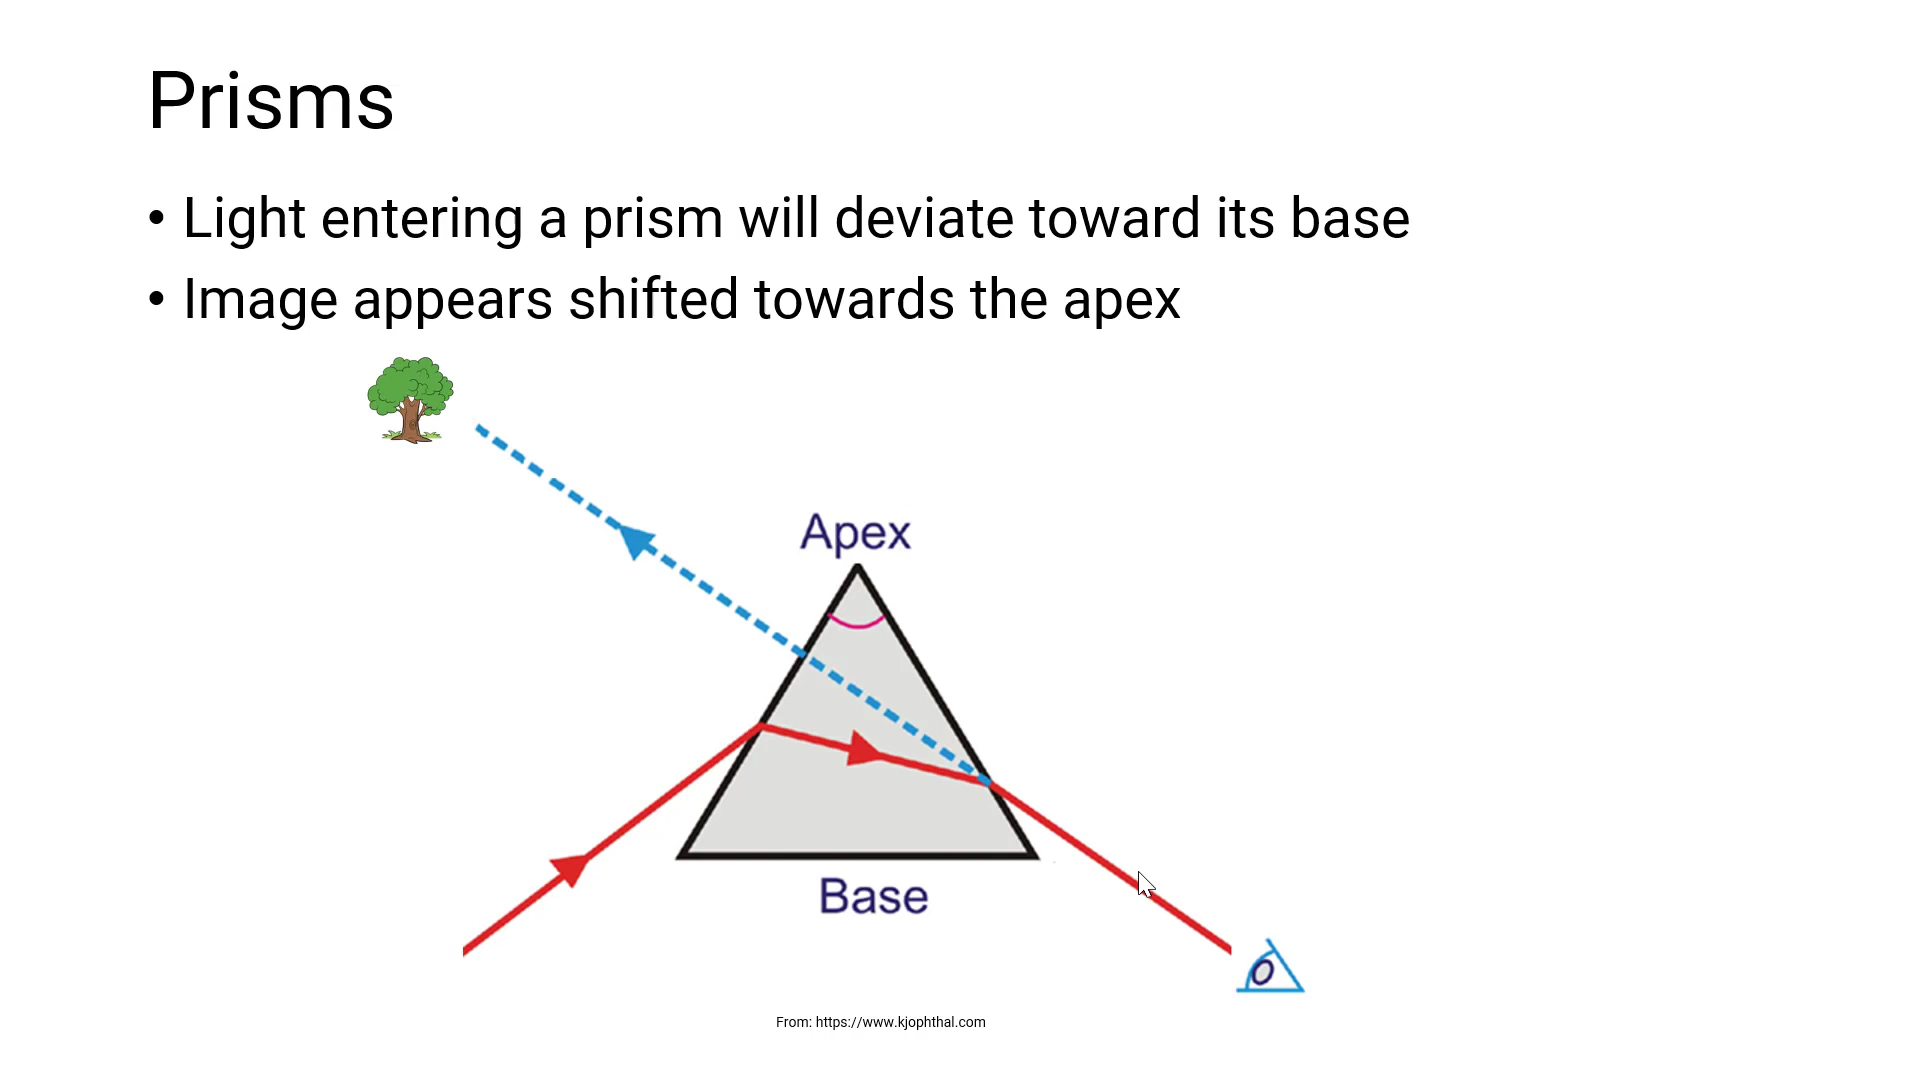 Prisms
• Light entering a prism will deviate toward its base
• Image appears shifted towards the apex
Apex
Base
From: https://www.kjophthal.com